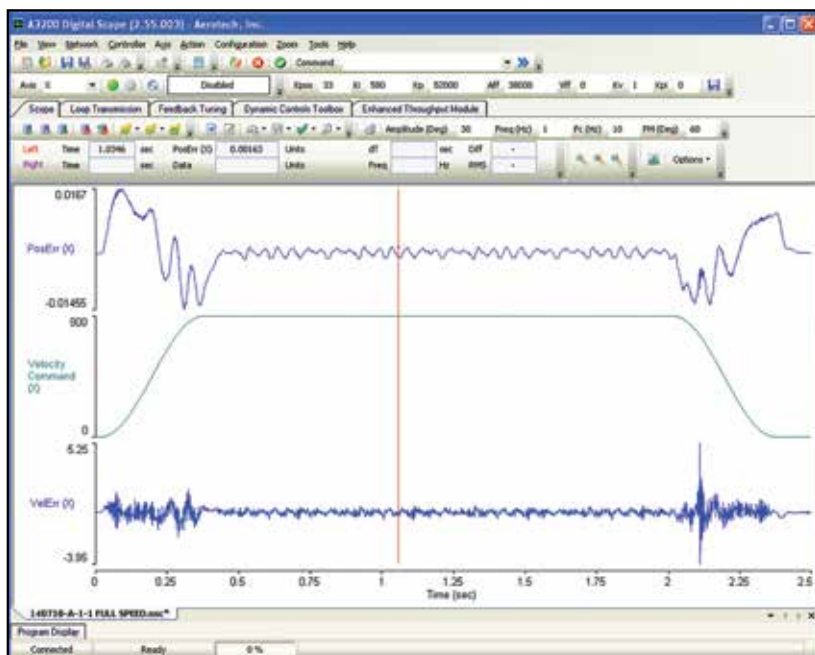 A3200 Digital Scope (2.55.003) - Aerotech, Inc.
File View Network Controller Axis Action Configuration Zoom Tools Help
Command...
Axis X Disabled Kpos 33 Ki 500 Kp 52000 Aff 38000 Vff 0 Kv 1 Kpi 0
Scope Loop Transmission Feedback Tuning Dynamic Controls Toolbox Enhanced Throughput Module
Amplitude (Deg) 30 Freq (Hz) 1 Fc (Hz) 10 PM (Deg) 60
Left Time 1.0346 sec PosErr (X) 0.00163 Units dT sec Diff -
Right Time sec Data Units Freq Hz RMS -
Options
0.0167
PosErr (X)
-0.01455
900
Velocity
Command
(X)
0
5.25
VelErr (X)
-3.95
0 0.25 0.5 0.75 1 1.25 1.5 1.75 2 2.25 2.5
Time (sec)
140718-A-1-1 FULL SPEED.osc*
Program Display
Connected Ready 0 %